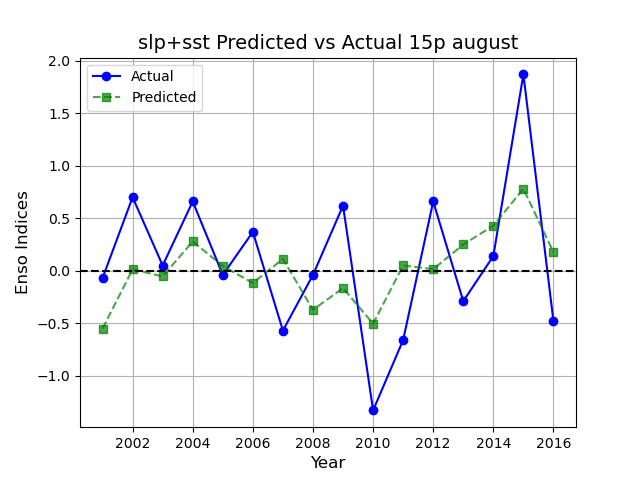 slp+sst Predicted vs Actual 15p august
Actual
Predicted
Enso Indices
2.0
1.5
1.0
0.5
0.0
−0.5
−1.0
2002 2004 2006 2008 2010 2012 2014 2016
Year